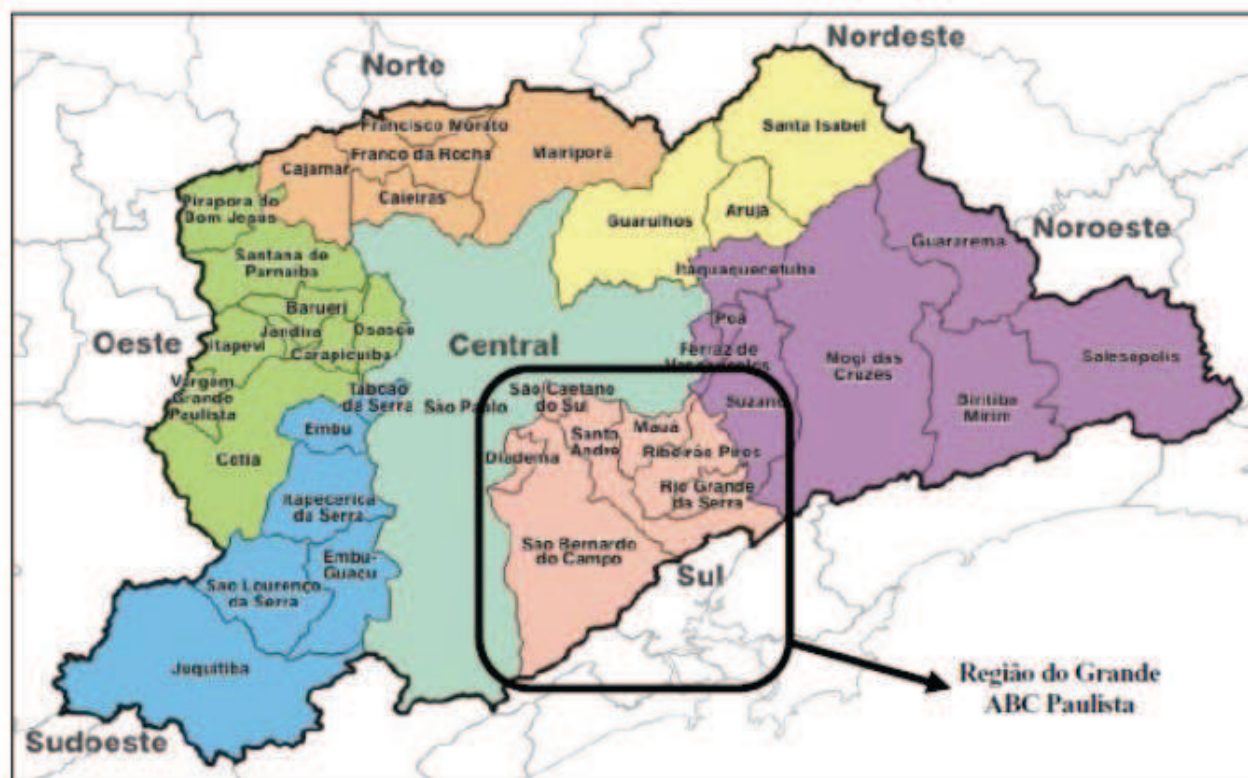 Nordeste
Norte
Santa Isabel
Francisco Morato
Franco da Rocha
Mairiporã
Cajamar
Caieiras
Pirapora do
Bom Jesus
Guarulhos
Arujá
Guararema
Noroeste
Santana de
Parnaíba
Itaquaquecetuba
Barueri
Poá
Jandira
Osasco
Oeste
Itapevi
Central
Carapicuíba
Ferraz de
Vasconcelos
Mogi das
Cruzes
Salesópolis
Vargem
Grande
Paulista
Taboão
da Serra
São Paulo
São Caetano
do Sul
Suzano
Biritiba
Mirim
Embu
Santo
André
Mauá
Diadema
Ribeirão Pires
Cotia
Rio Grande
da Serra
Itapecerica
da Serra
São Bernardo
do Campo
Embu-
Guaçu
Sul
São Lourenço
da Serra
Juquitiba
Região do Grande
ABC Paulista
Sudoeste